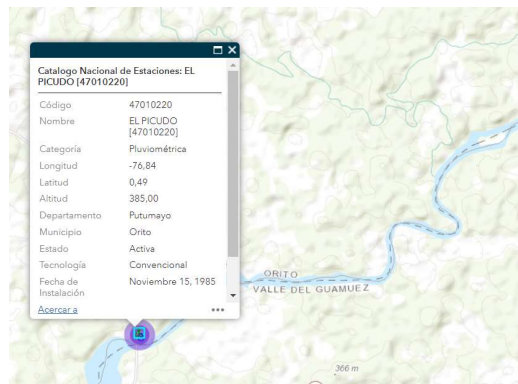 Catalogo Nacional de Estaciones: EL
PICUDO [47010220]
Código 47010220
Nombre EL PICUDO
[47010220]
Categoría Pluviométrica
Longitud -76,84
Latitud 0,49
Altitud 385,00
Departamento Putumayo
Municipio Orito
Estado Activa
Tecnología Convencional
Fecha de Noviembre 15, 1985
Instalación
Acercar a
ORITO
VALLE DEL GUAMUEZ
366 m